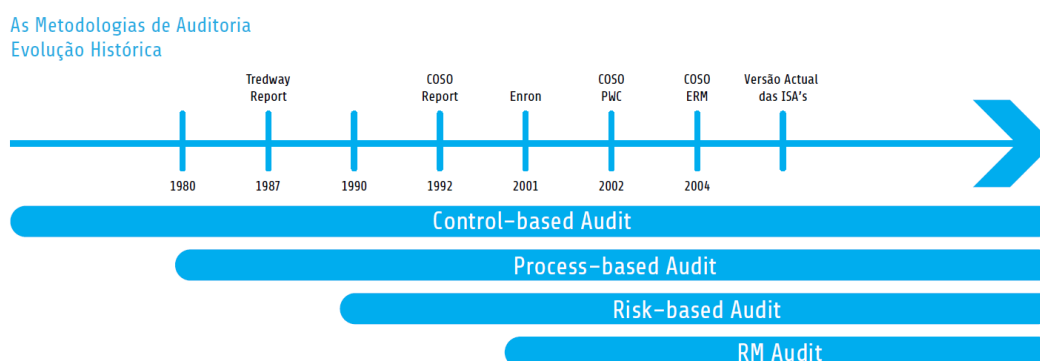 As Metodologias de Auditoria
Evolução Histórica
Tredway
Report
COSO
Report
Enron
COSO
PWC
COSO
ERM
Versão Actual
das ISA's
1980
1987
1990
1992
2001
2002
2004
Control-based Audit
Process-based Audit
Risk-based Audit
RM Audit